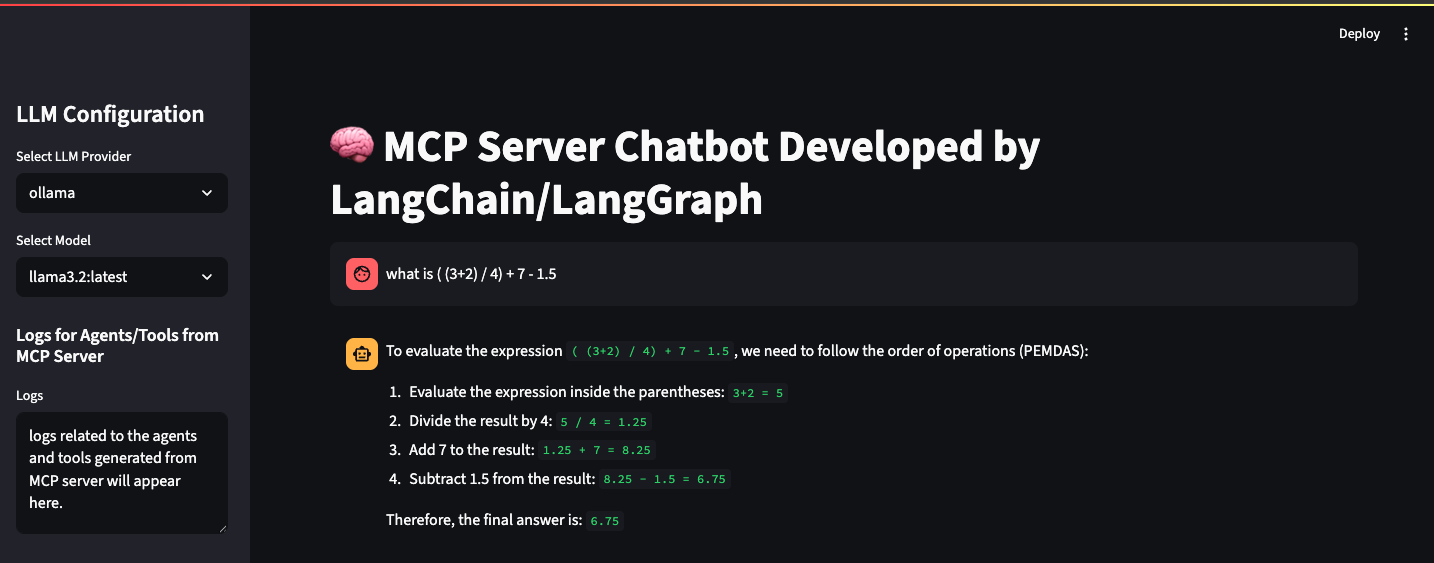 Deploy
LLM Configuration
Select LLM Provider
ollama
Select Model
llama3.2:latest
Logs for Agents/Tools from
MCP Server
Logs
logs related to the agents
and tools generated from
MCP server will appear
here.
MCP Server Chatbot Developed by
LangChain/LangGraph
what is ( (3+2) / 4) + 7 - 1.5
To evaluate the expression ( (3+2) / 4) + 7 - 1.5, we need to follow the order of operations (PEMDAS):
1. Evaluate the expression inside the parentheses: 3+2 = 5
2. Divide the result by 4: 5 / 4 = 1.25
3. Add 7 to the result: 1.25 + 7 = 8.25
4. Subtract 1.5 from the result: 8.25 - 1.5 = 6.75
Therefore, the final answer is: 6.75